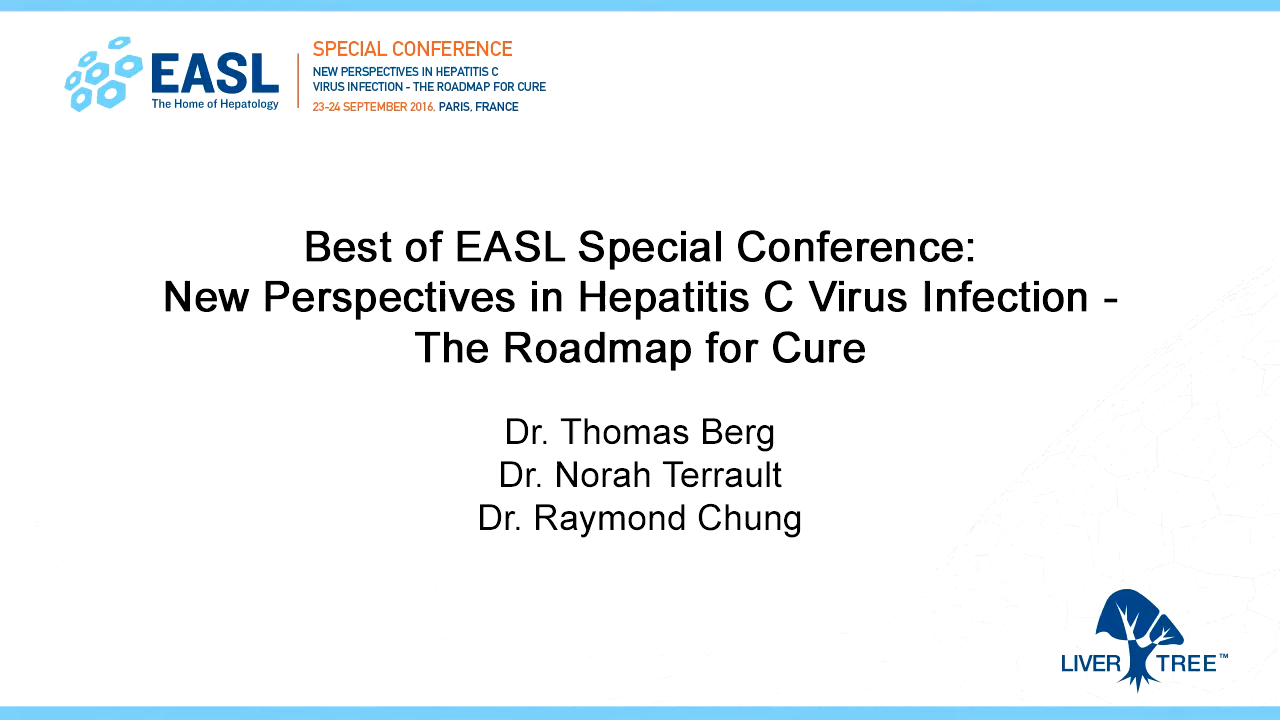 EASL
The Home of Hepatology
SPECIAL CONFERENCE
NEW PERSPECTIVES IN HEPATITIS C
VIRUS INFECTION - THE ROADMAP FOR CURE
23-24 SEPTEMBER 2016, PARIS, FRANCE
Best of EASL Special Conference:
New Perspectives in Hepatitis C Virus Infection -
The Roadmap for Cure
Dr. Thomas Berg
Dr. Norah Terrault
Dr. Raymond Chung
LIVER TREE™